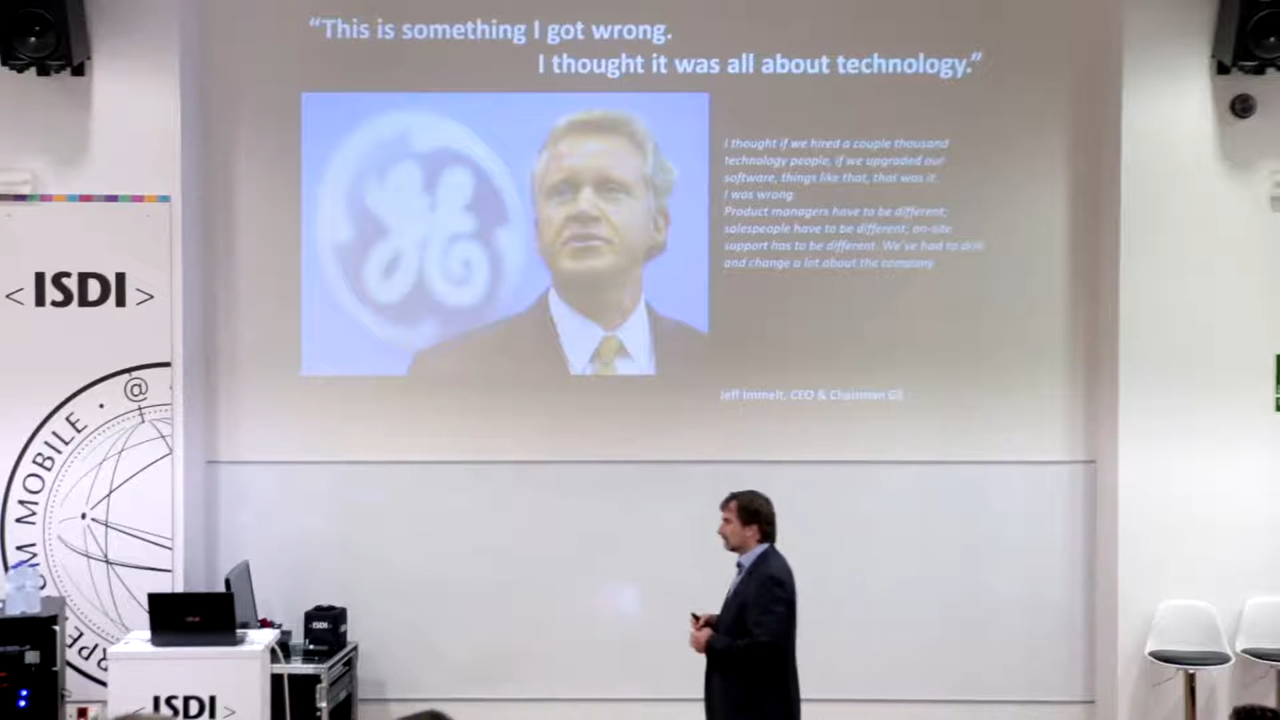 “This is something I got wrong.
I thought it was all about technology.”
I thought if we hired a couple thousand
technology people, if we upgraded our
software, things like that, that was it.
I was wrong.
Product managers have to be different;
salespeople have to be different; on-site
support has to be different. We've had to
and change a lot about the company.
Jeff Immelt, CEO & Chairman GE
<ISDI>
@
MOBILE •
<ISDI>
<ISDI>